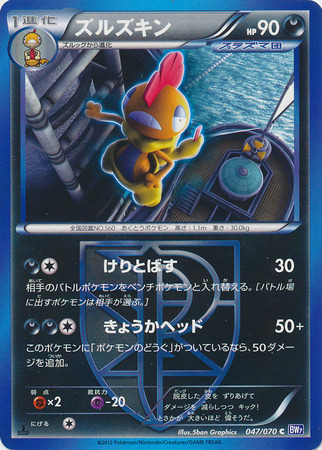 1進化
ズルズキン
HP90
ズルッグから進化
プラズマ団
全国図鑑NO.560 あくとうポケモン 高さ：1.1m 重さ：30.0kg
けりとばす 30
相手のバトルポケモンをベンチポケモンと入れ替える。［バトル場に
出すポケモンは相手が選ぶ。］
きょうかヘッド 50+
このポケモンに「ポケモンのどうぐ」がついているなら、50ダメー
ジを追加。
弱点 ×2 抵抗力 -20
にげる
脱皮した 皮を ずりあげて
ダメージを 減らしつつ キック。
トサカが 大きいほど 偉そうだ。
Illus.5ban Graphics 047/070 C BW7
©2012 Pokémon/Nintendo/Creatures/GAME FREAK.